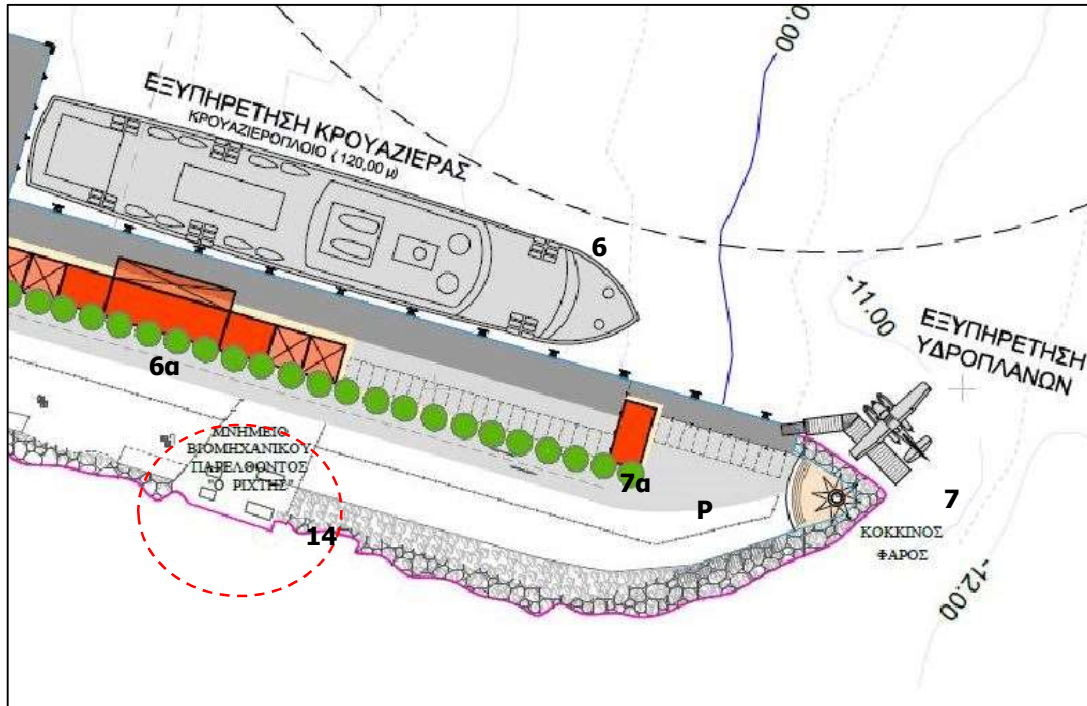 0.00
ΕΞΥΠΗΡΕΤΗΣΗ ΚΡΟΥΑΖΙΕΡΑΣ
ΚΡΟΥΑΖΙΕΡΟΠΛΟΙΟ (120,00 μ)
6
-11.00
ΕΞΥΠΗΡΕΤΗΣΗ
ΥΔΡΟΠΛΑΝΩΝ
6α
ΜΝΗΜΕΙΟ
ΒΙΟΜΗΧΑΝΙΚΟΥ
ΠΑΡΕΛΘΟΝΤΟΣ
"Ο ΡΙΧΤΗΣ"
14
7α
P
7
ΚΟΚΚΙΝΟΣ
ΦΑΡΟΣ
-12.00